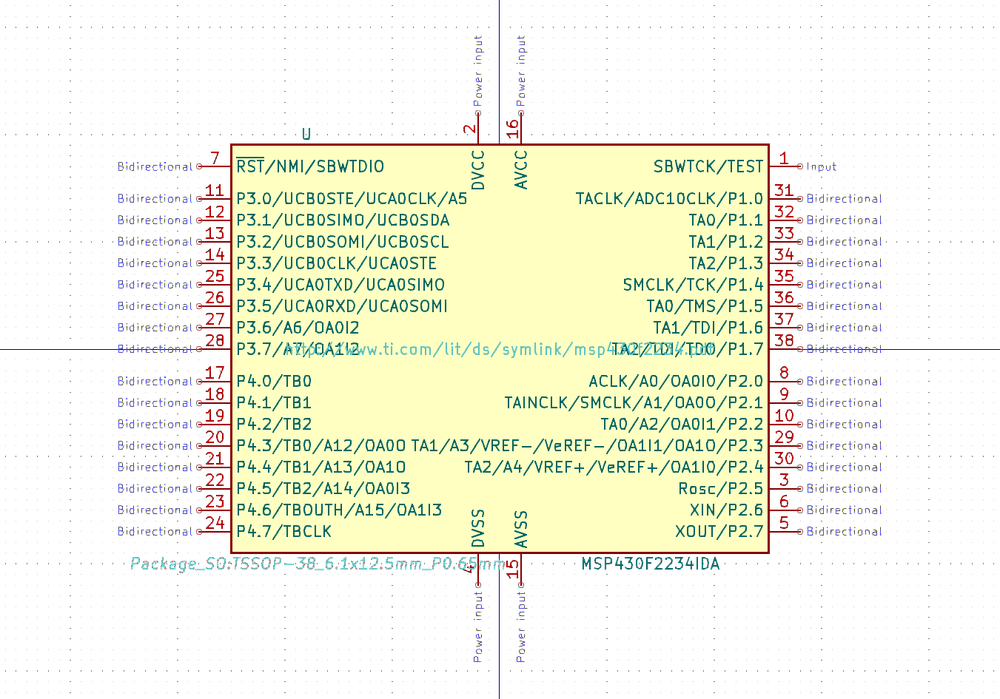 Power input
Power input
U
2
16
Bidirectional 7 RST/NMI/SBWTDIO
DVCC
AVCC
SBWTCK/TEST 1 Input
Bidirectional 11 P3.0/UCB0STE/UCA0CLK/A5 TACLK/ADC10CLK/P1.0 31 Bidirectional
Bidirectional 12 P3.1/UCB0SIMO/UCB0SDA TA0/P1.1 32 Bidirectional
Bidirectional 13 P3.2/UCB0SOMI/UCB0SCL TA1/P1.2 33 Bidirectional
Bidirectional 14 P3.3/UCB0CLK/UCA0STE TA2/P1.3 34 Bidirectional
Bidirectional 25 P3.4/UCA0TXD/UCA0SIMO SMCLK/TCK/P1.4 35 Bidirectional
Bidirectional 26 P3.5/UCA0RXD/UCA0SOMI TA0/TMS/P1.5 36 Bidirectional
Bidirectional 27 P3.6/A6/OA0I2 TA1/TDI/P1.6 37 Bidirectional
Bidirectional 28 P3.7/A7/OA1I2 http://www.ti.com/lit/ds/symlink/msp430f2234.pdf TA2/TDI/TDO/P1.7 38 Bidirectional
Bidirectional 17 P4.0/TB0 ACLK/A0/OA0I0/P2.0 8 Bidirectional
Bidirectional 18 P4.1/TB1 TAINCLK/SMCLK/A1/OA0O/P2.1 9 Bidirectional
Bidirectional 19 P4.2/TB2 TA0/A2/OA0I1/P2.2 10 Bidirectional
Bidirectional 20 P4.3/TB0/A12/OA0O TA1/A3/VREF-/VeREF-/OA1I1/OA1O/P2.3 29 Bidirectional
Bidirectional 21 P4.4/TB1/A13/OA1O TA2/A4/VREF+/VeREF+/OA1I0/P2.4 30 Bidirectional
Bidirectional 22 P4.5/TB2/A14/OA0I3 Rosc/P2.5 3 Bidirectional
Bidirectional 23 P4.6/TBOUTH/A15/OA1I3 XIN/P2.6 6 Bidirectional
Bidirectional 24 P4.7/TBCLK XOUT/P2.7 5 Bidirectional
DVSS
AVSS
Package_SO:TSSOP-38_6.1x12.5mm_P0.65mm
4
15
MSP430F2234IDA
Power input
Power input